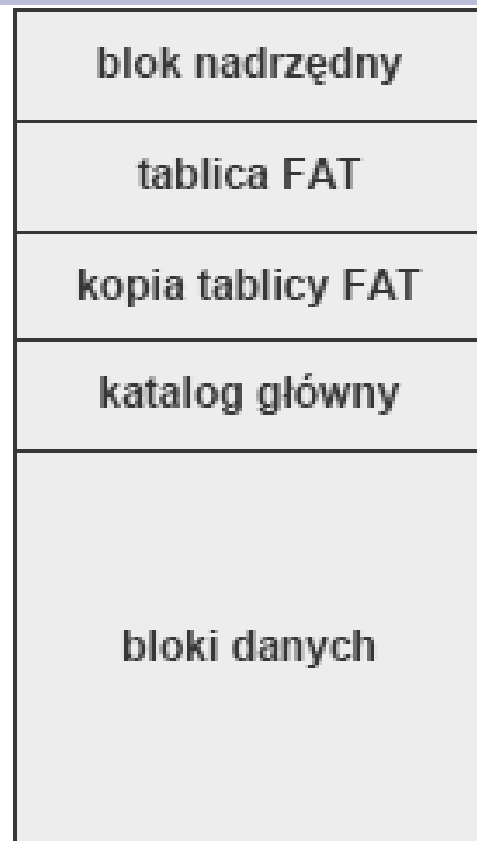 blok nadrzędny
tablica FAT
kopia tablicy FAT
katalog główny
bloki danych